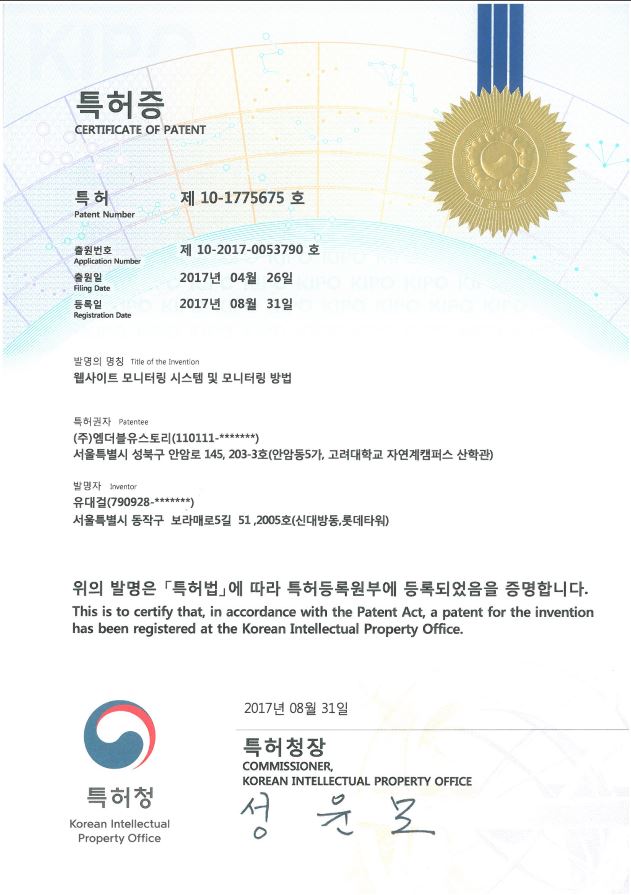 KIPO
특허증
CERTIFICATE OF PATENT
특허 제 10-1775675 호
Patent Number
출원번호 제 10-2017-0053790 호
Application Number
출원일 2017년 04월 26일
Filing Date
등록일 2017년 08월 31일
Registration Date
발명의 명칭 Title of the Invention
웹사이트 모니터링 시스템 및 모니터링 방법
특허권자 Patentee
(주)엠더블유스토리(110111-*******)
서울특별시 성북구 안암로 145, 203-3호(안암동5가, 고려대학교 자연계캠퍼스 산학관)
발명자 Inventor
유대걸(790928-*******)
서울특별시 동작구 보라매로5길 51 ,2005호(신대방동,롯데타워)
위의 발명은 「특허법」에 따라 특허등록원부에 등록되었음을 증명합니다.
This is to certify that, in accordance with the Patent Act, a patent for the invention
has been registered at the Korean Intellectual Property Office.
2017년 08월 31일
특허청장
COMMISSIONER,
KOREAN INTELLECTUAL PROPERTY OFFICE
성윤모
특허청
Korean Intellectual
Property Office